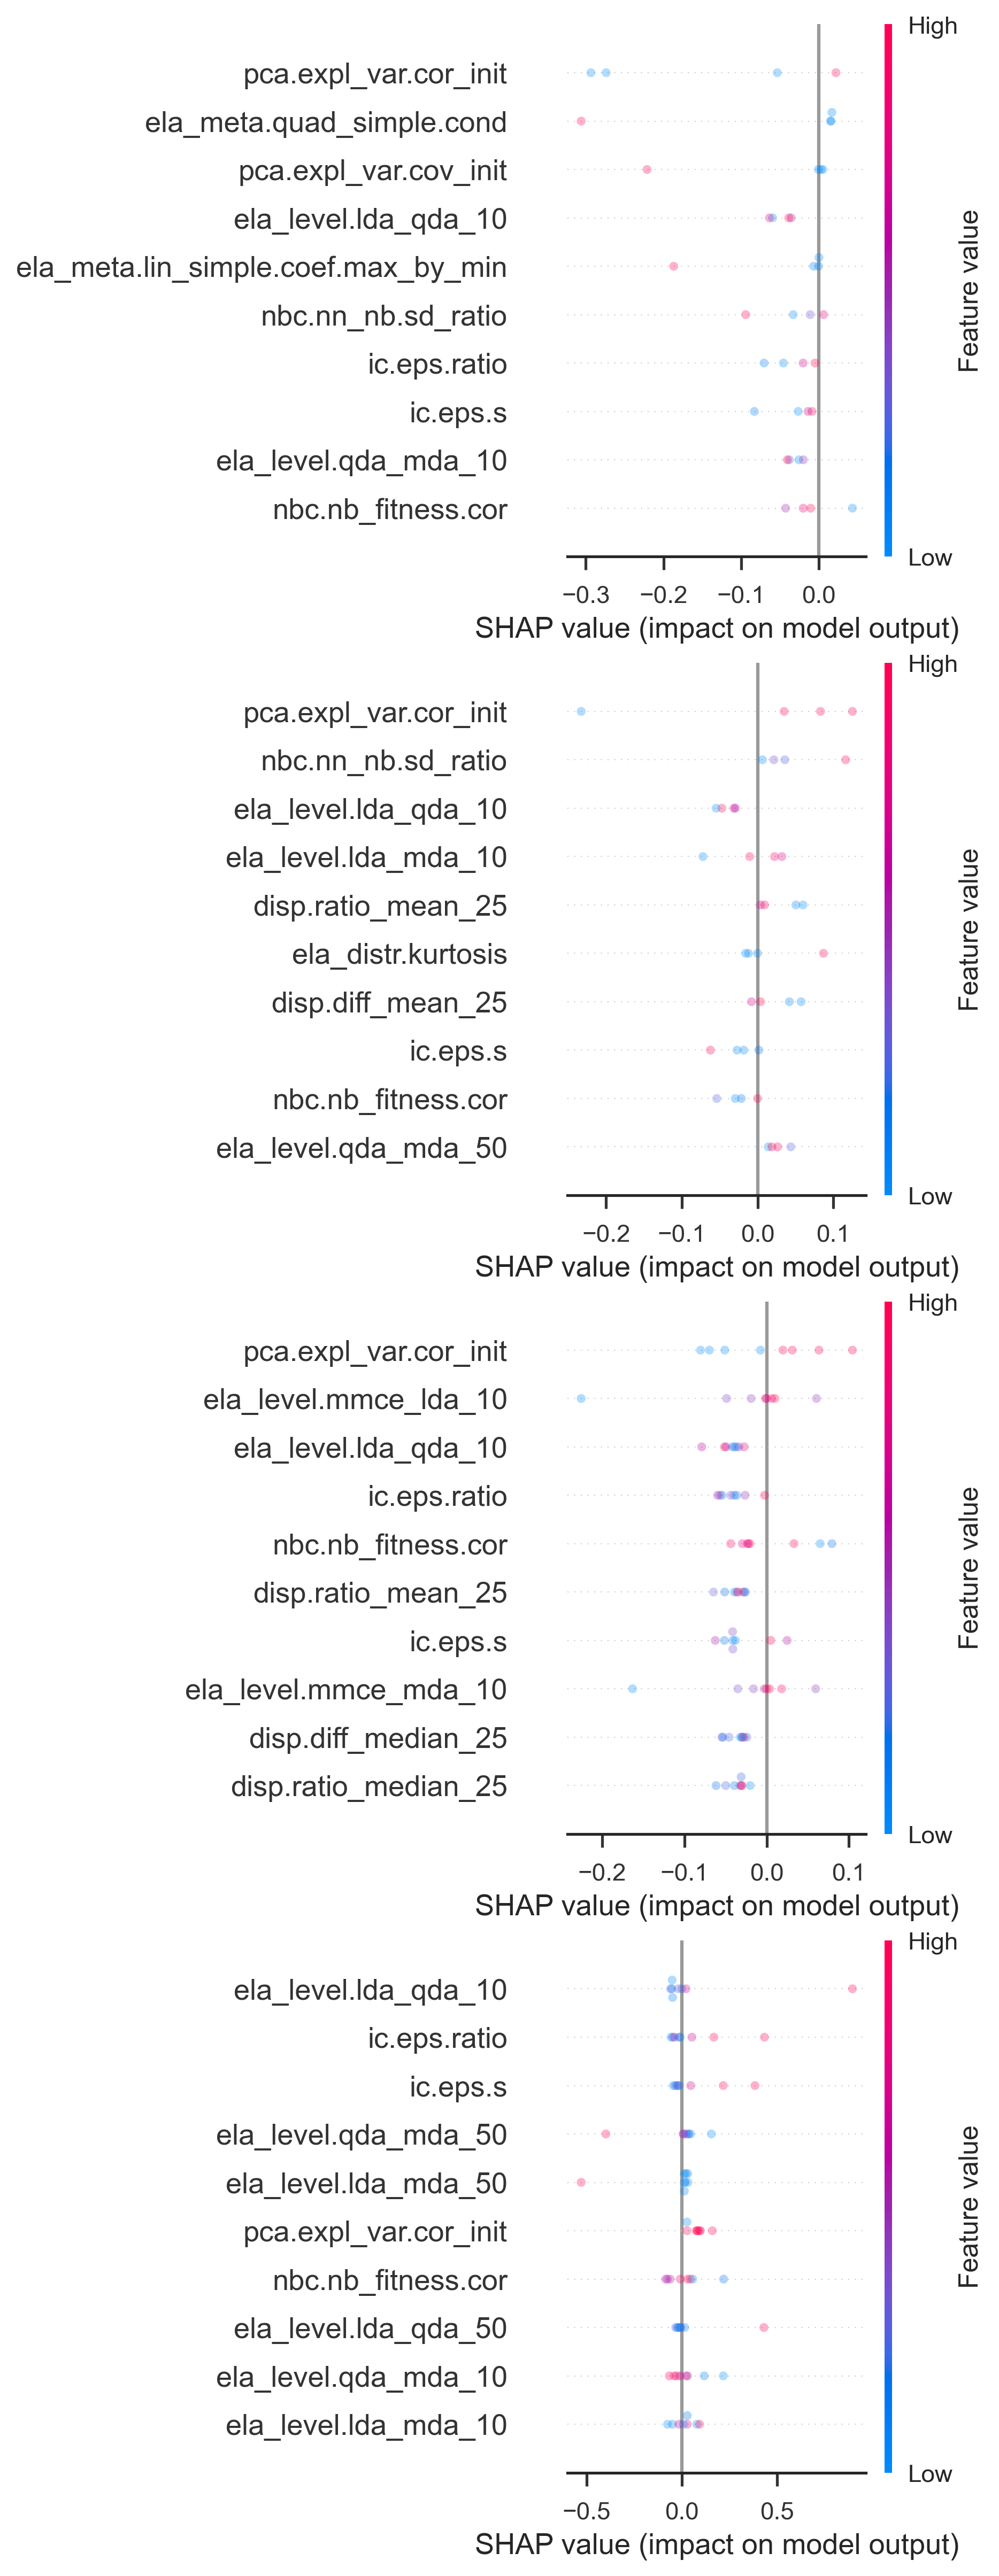 High
pca.expl_var.cor_init
ela_meta.quad_simple.cond
pca.expl_var.cov_init
ela_level.lda_qda_10
ela_meta.lin_simple.coef.max_by_min
nbc.nn_nb.sd_ratio
ic.eps.ratio
ic.eps.s
ela_level.qda_mda_10
nbc.nb_fitness.cor
Feature value
Low
−0.3 −0.2 −0.1 0.0
SHAP value (impact on model output)
High
pca.expl_var.cor_init
nbc.nn_nb.sd_ratio
ela_level.lda_qda_10
ela_level.lda_mda_10
disp.ratio_mean_25
ela_distr.kurtosis
disp.diff_mean_25
ic.eps.s
nbc.nb_fitness.cor
ela_level.qda_mda_50
Feature value
Low
−0.2 −0.1 0.0 0.1
SHAP value (impact on model output)
High
pca.expl_var.cor_init
ela_level.mmce_lda_10
ela_level.lda_qda_10
ic.eps.ratio
nbc.nb_fitness.cor
disp.ratio_mean_25
ic.eps.s
ela_level.mmce_mda_10
disp.diff_median_25
disp.ratio_median_25
Feature value
Low
−0.2 −0.1 0.0 0.1
SHAP value (impact on model output)
High
ela_level.lda_qda_10
ic.eps.ratio
ic.eps.s
ela_level.qda_mda_50
ela_level.lda_mda_50
pca.expl_var.cor_init
nbc.nb_fitness.cor
ela_level.lda_qda_50
ela_level.qda_mda_10
ela_level.lda_mda_10
Feature value
Low
−0.5 0.0 0.5
SHAP value (impact on model output)